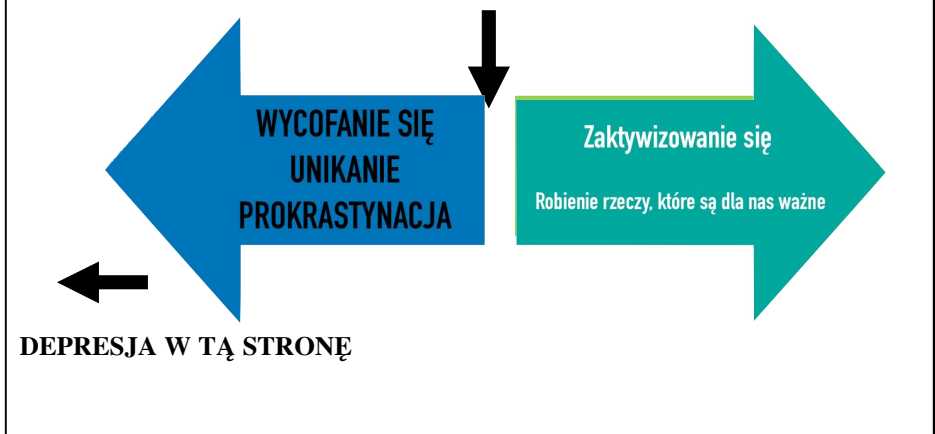 WYCOFANIE SIĘ
UNIKANIE
PROKRASTYNACJA
Zaktywizowanie się
Robienie rzeczy, które są dla nas ważne
DEPRESJA W TĄ STRONĘ